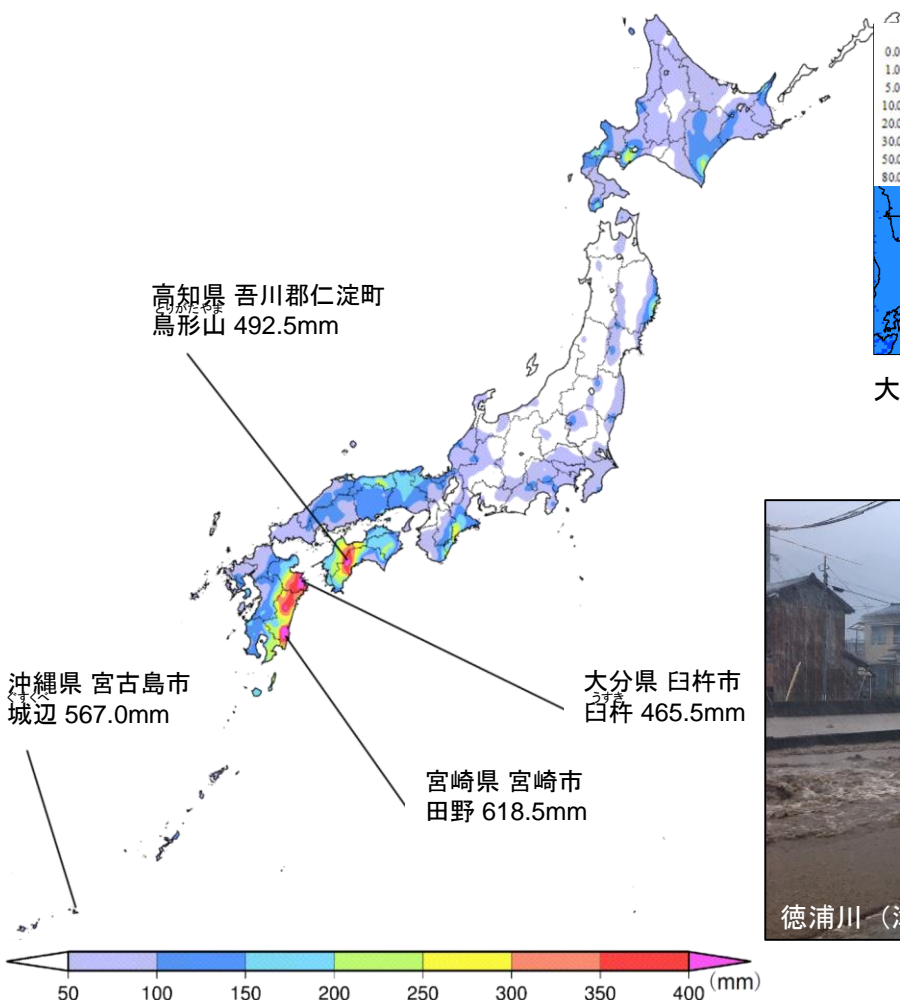 0.0
1.0
5.0
10.0
20.0
30.0
50.0
80.0
高知県 吾川郡仁淀町
とりがたやま
鳥形山 492.5mm
大
沖縄県 宮古島市
ぐすくべ
城辺 567.0mm
大分県 臼杵市
うすき
臼杵 465.5mm
宮崎県 宮崎市
田野 618.5mm
徳浦川（
50 100 150 200 250 300 350 400 (mm)